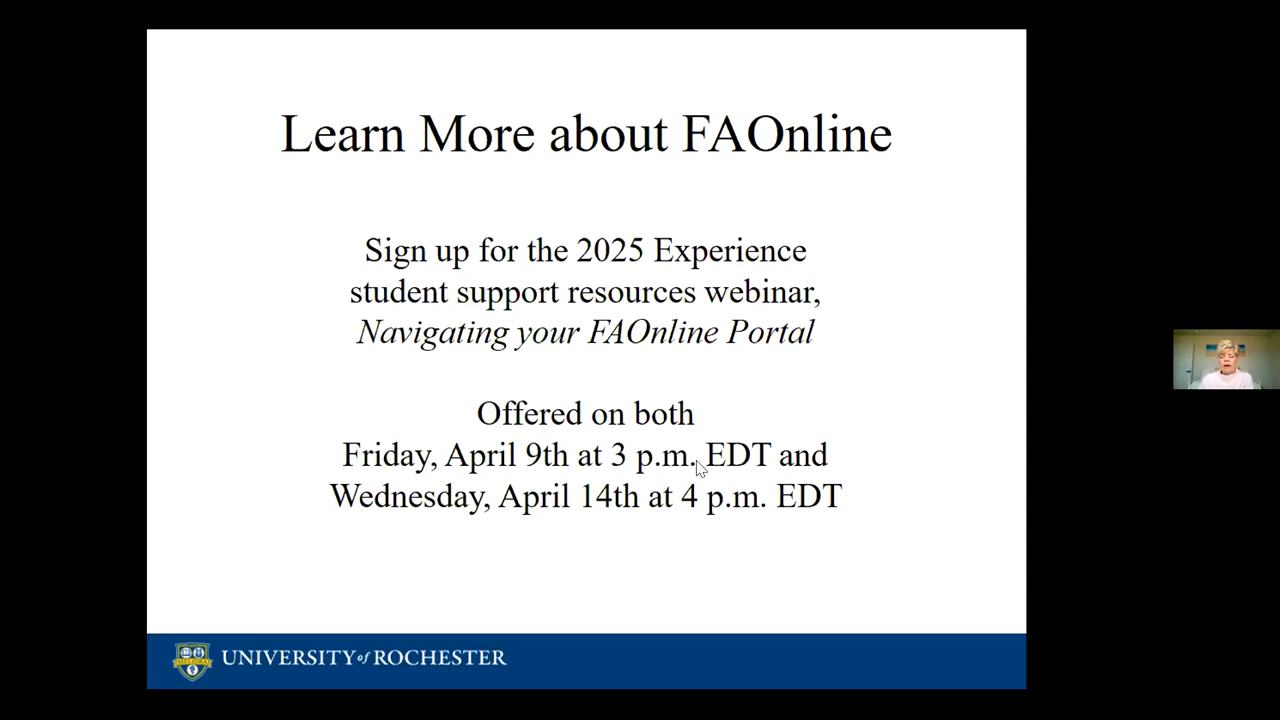 Learn More about FAOnline
Sign up for the 2025 Experience
student support resources webinar,
Navigating your FAOnline Portal
Offered on both
Friday, April 9th at 3 p.m. EDT and
Wednesday, April 14th at 4 p.m. EDT
MELIORA
UNIVERSITY of ROCHESTER